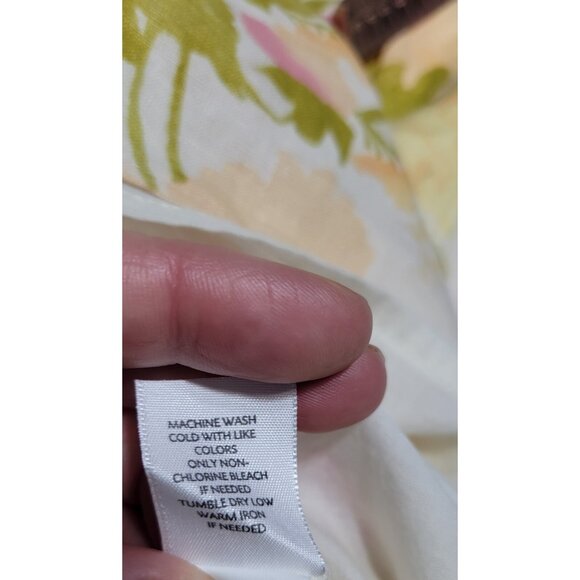 MACHINE WASH
COLD WITH LIKE
COLORS
ONLY NON-
CHLORINE BLEACH
IF NEEDED
TUMBLE DRY LOW
WARM IRON
IF NEEDED